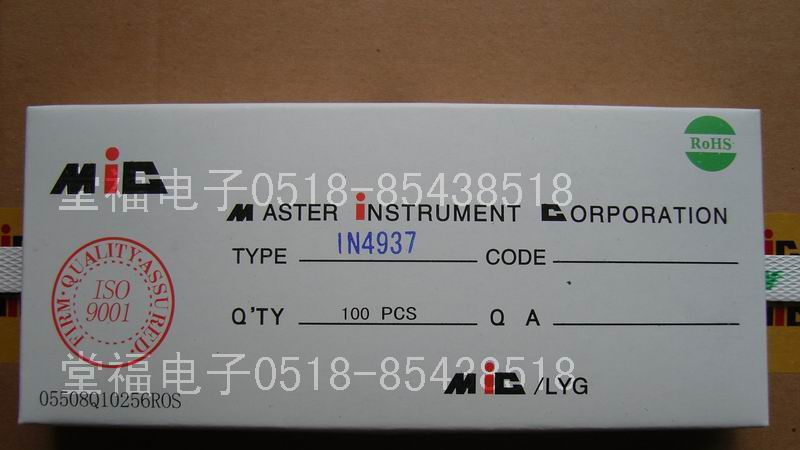 MiC
RoHS
堂福电子0518-85438518
MASTER iNSTRUMENT CORPORATION
TYPE IN4937 CODE
FIRM·QUALITY·ASSURED
ISO
9001
Q'TY 100 PCS Q A
堂福电子0518-85438518
MiC /LYG
05508Q10256ROS